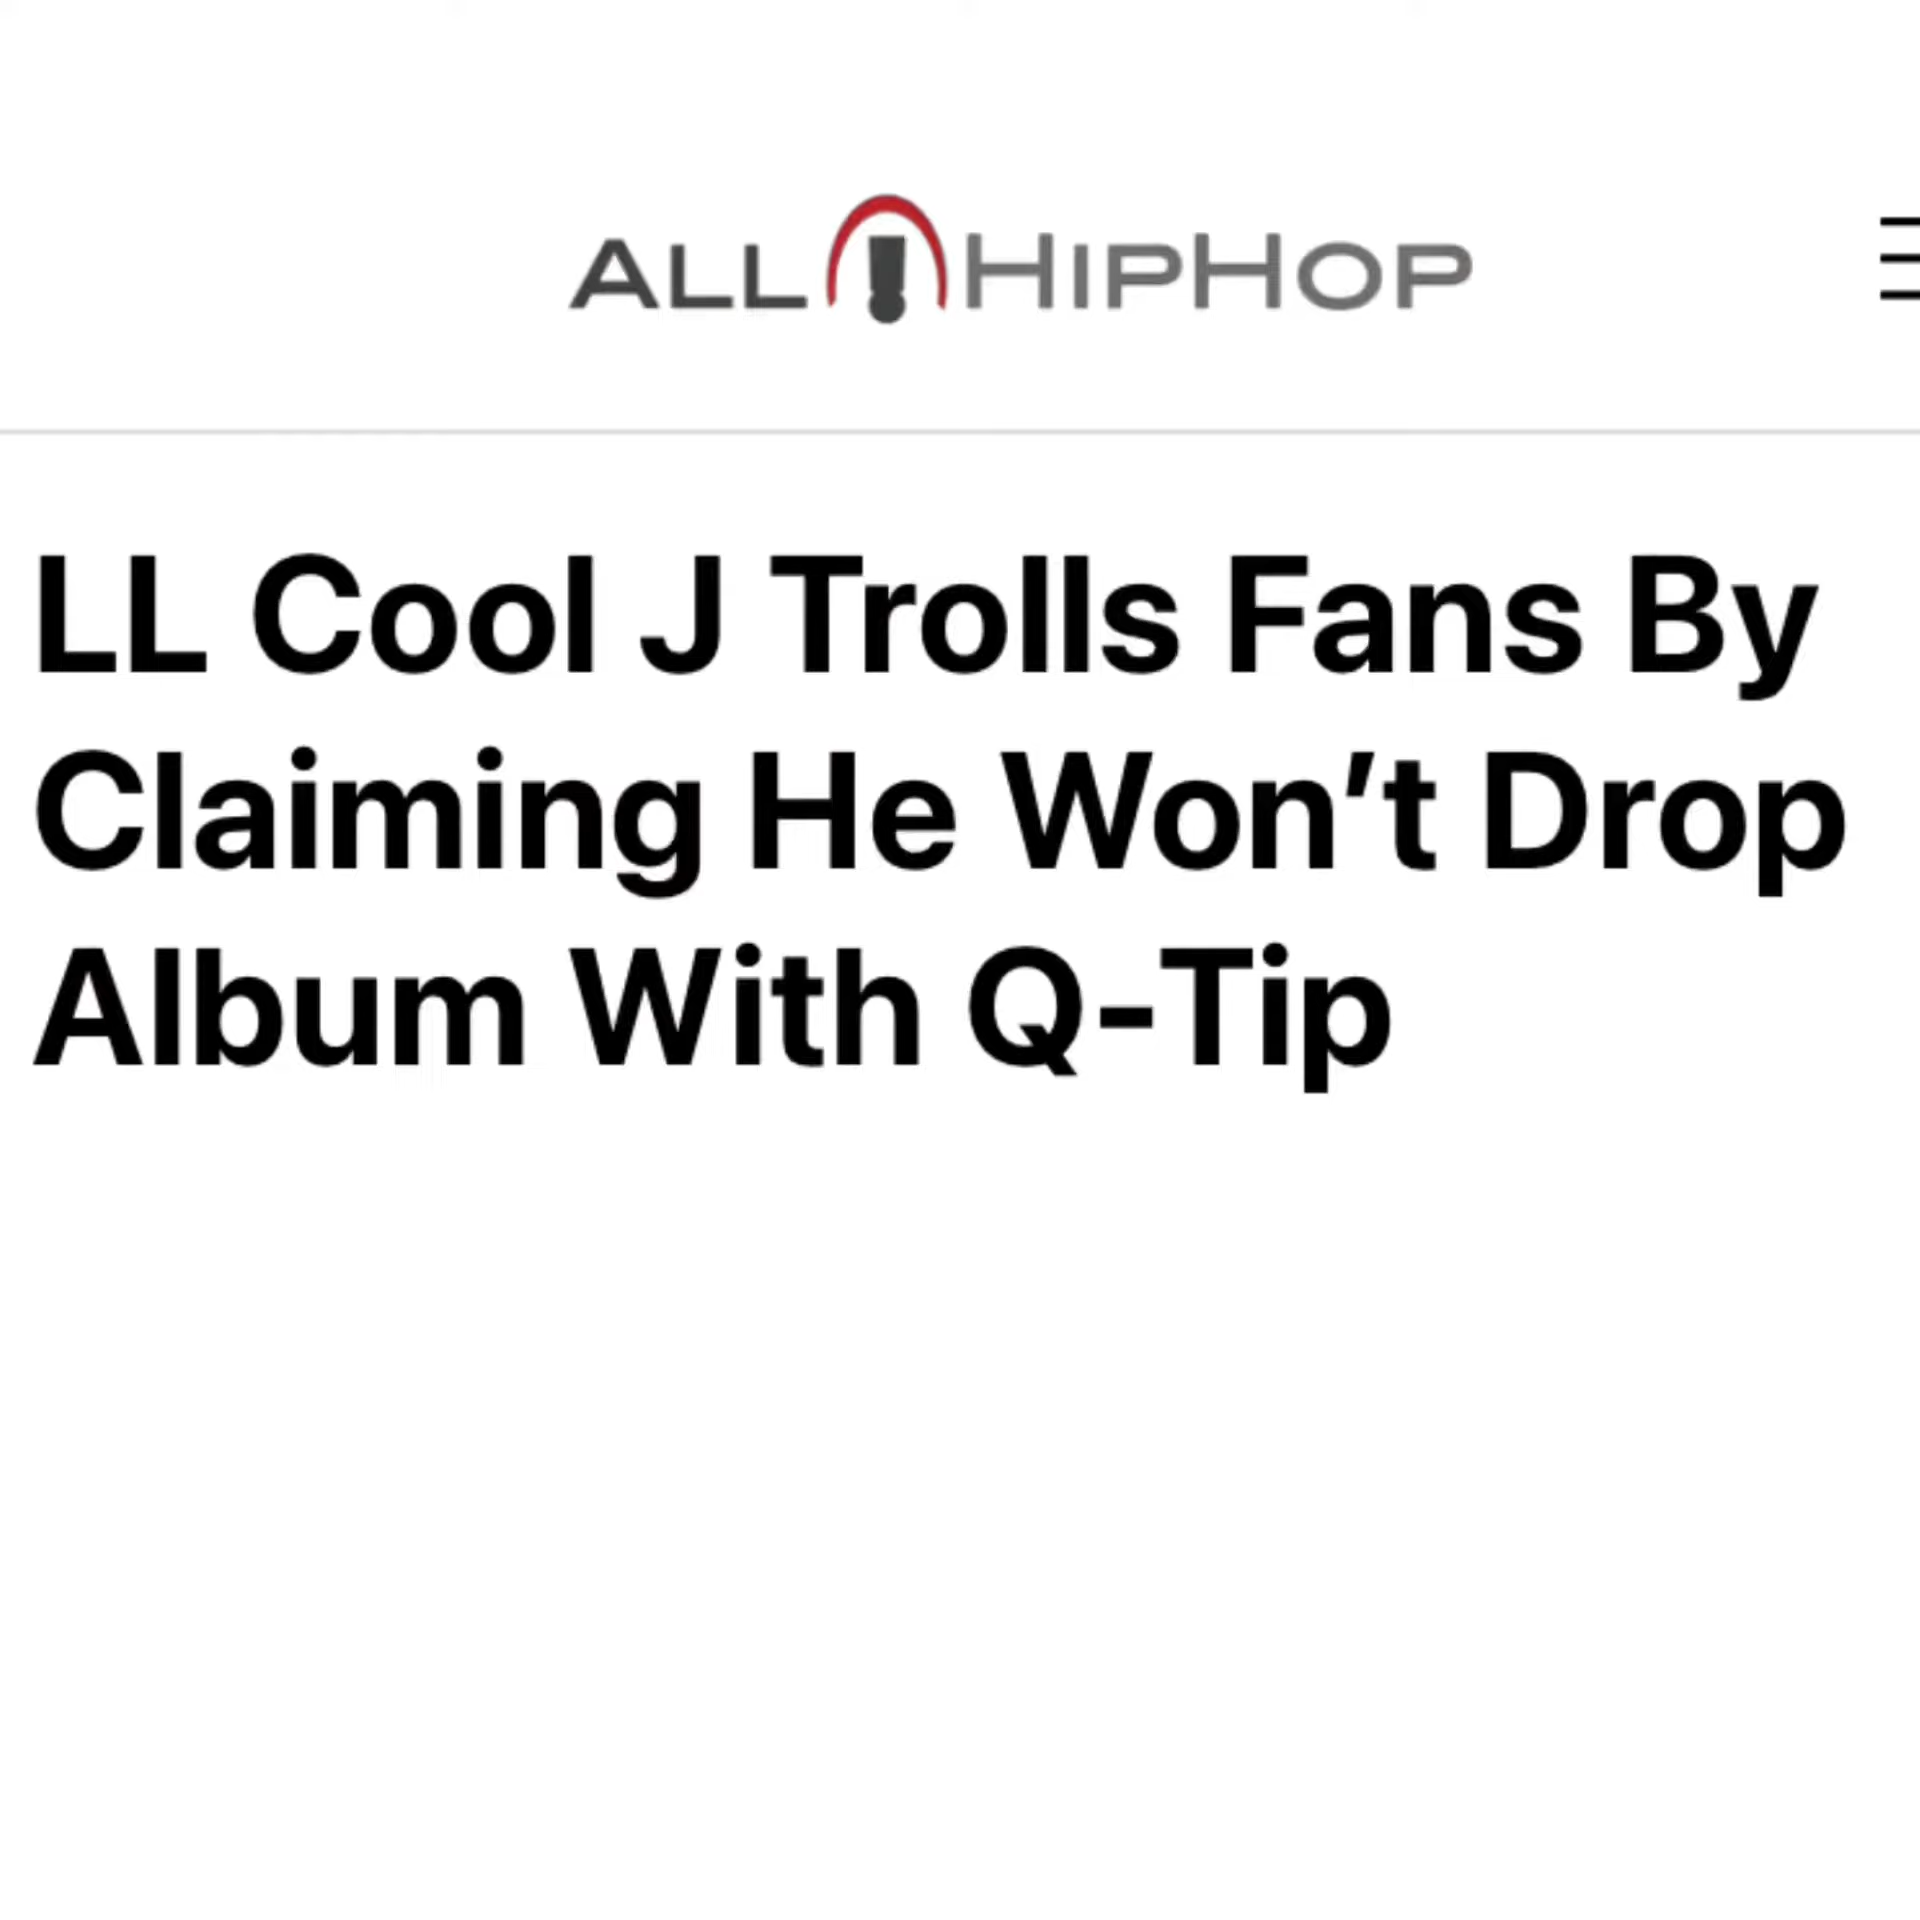 ALL HIPHOP
LL Cool J Trolls Fans By
Claiming He Won’t Drop
Album With Q-Tip